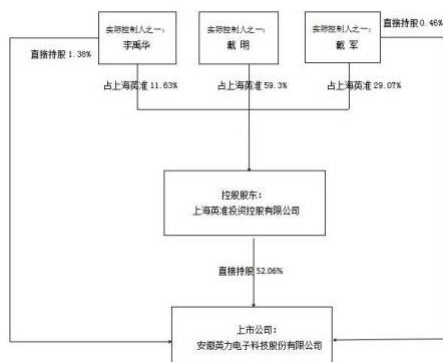 实际控制人之一：
李禹华
实际控制人之一：
戴 明
实际控制人之一：
戴 军
直接持股 0.46%
直接持股 1.38%
占上海英准 11.63%
占上海英准 59.3%
占上海英准 29.07%
控股股东：
上海英准投资控股有限公司
直接持股 52.06%
上市公司：
安徽英力电子科技股份有限公司